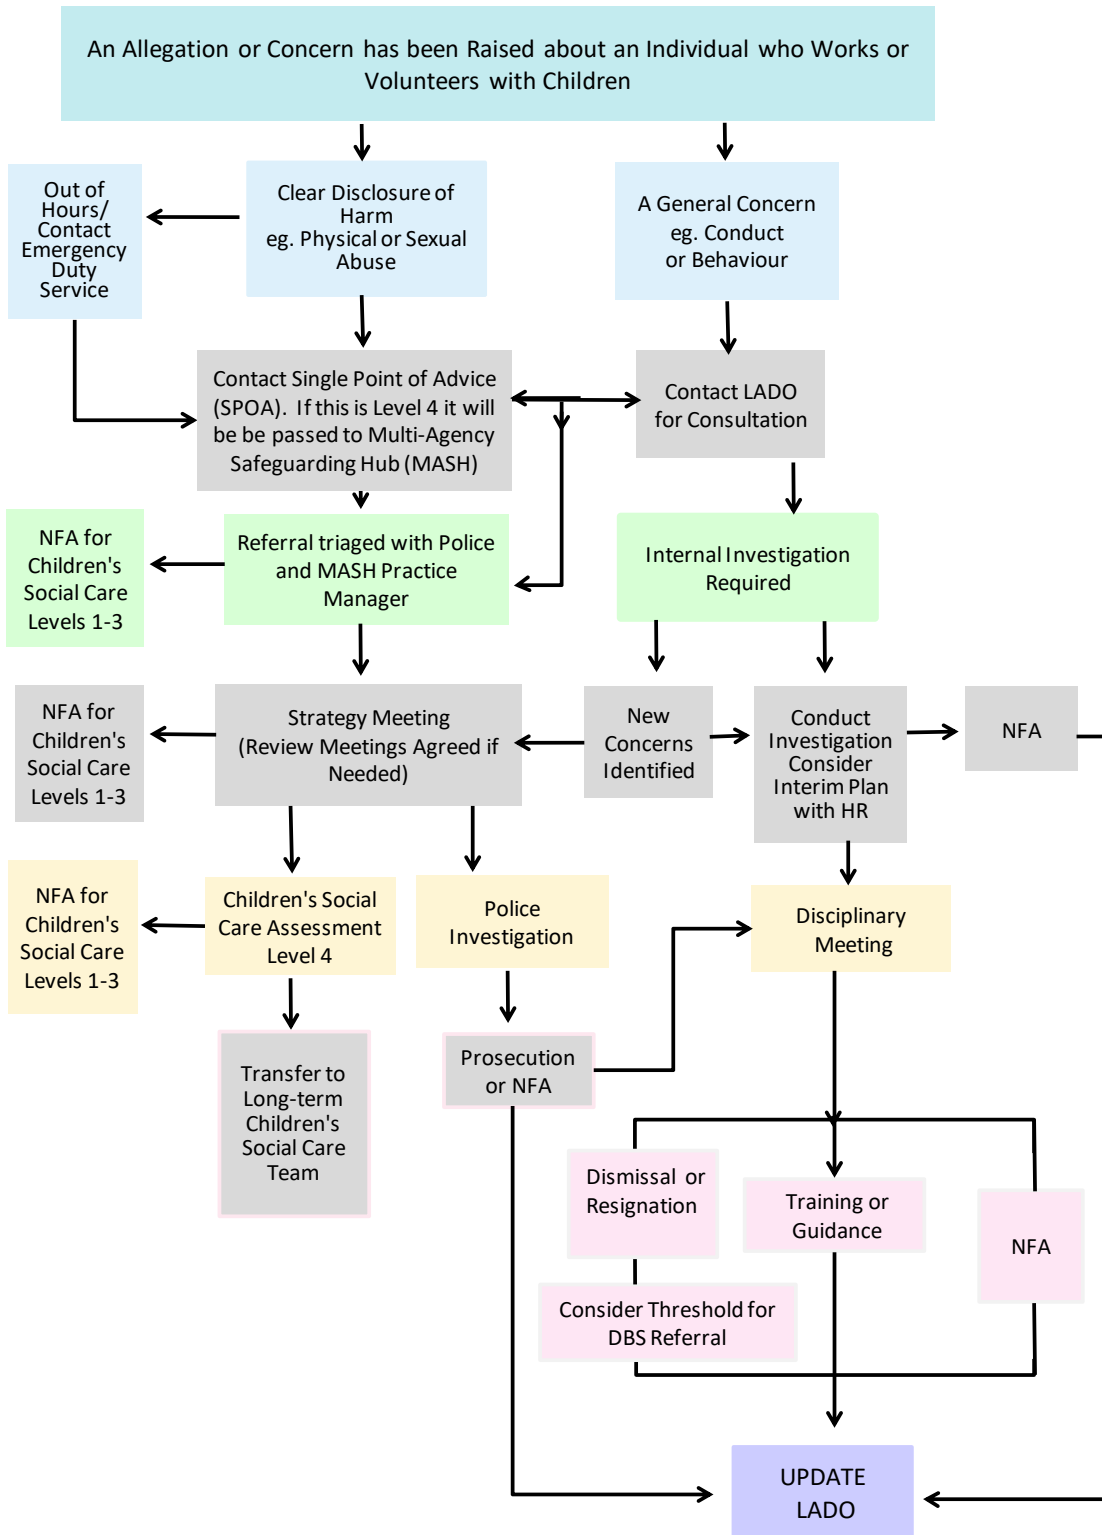 An Allegation or Concern has been Raised about an Individual who Works or
Volunteers with Children
Out of
Hours/
Contact
Emergency
Duty
Service
Clear Disclosure of
Harm
eg. Physical or Sexual
Abuse
A General Concern
eg. Conduct
or Behaviour
Contact Single Point of Advice
(SPOA). If this is Level 4 it will
be be passed to Multi-Agency
Safeguarding Hub (MASH)
Contact LADO
for Consultation
NFA for
Children's
Social Care
Levels 1-3
Referral triaged with Police
and MASH Practice
Manager
Internal Investigation
Required
NFA for
Children's
Social Care
Levels 1-3
Strategy Meeting
(Review Meetings Agreed if
Needed)
New
Concerns
Identified
Conduct
Investigation
Consider
Interim Plan
with HR
NFA
NFA for
Children's
Social Care
Levels 1-3
Children's Social
Care Assessment
Level 4
Police
Investigation
Disciplinary
Meeting
Transfer to
Long-term
Children's
Social Care
Team
Prosecution
or NFA
Dismissal or
Resignation
Training or
Guidance
NFA
Consider Threshold for
DBS Referral
UPDATE
LADO